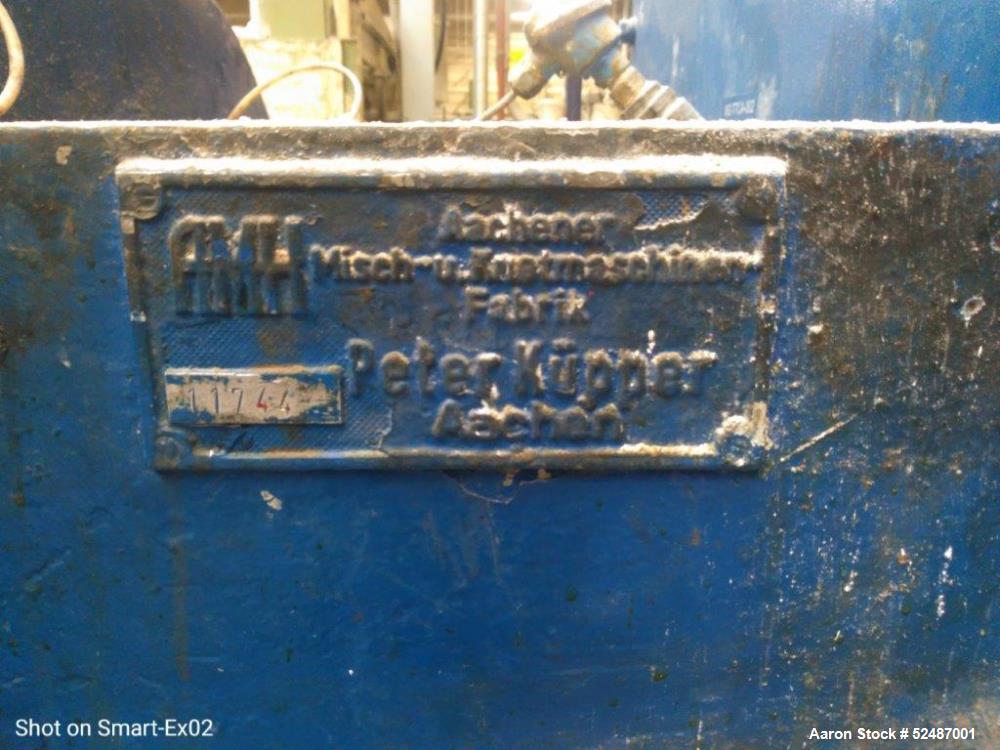 Aachener
AMK Misch-u. Knetmaschinen-
Fabrik
Peter Küpper
Aachen
11744
Shot on Smart-Ex02
Aaron Stock # 52487001